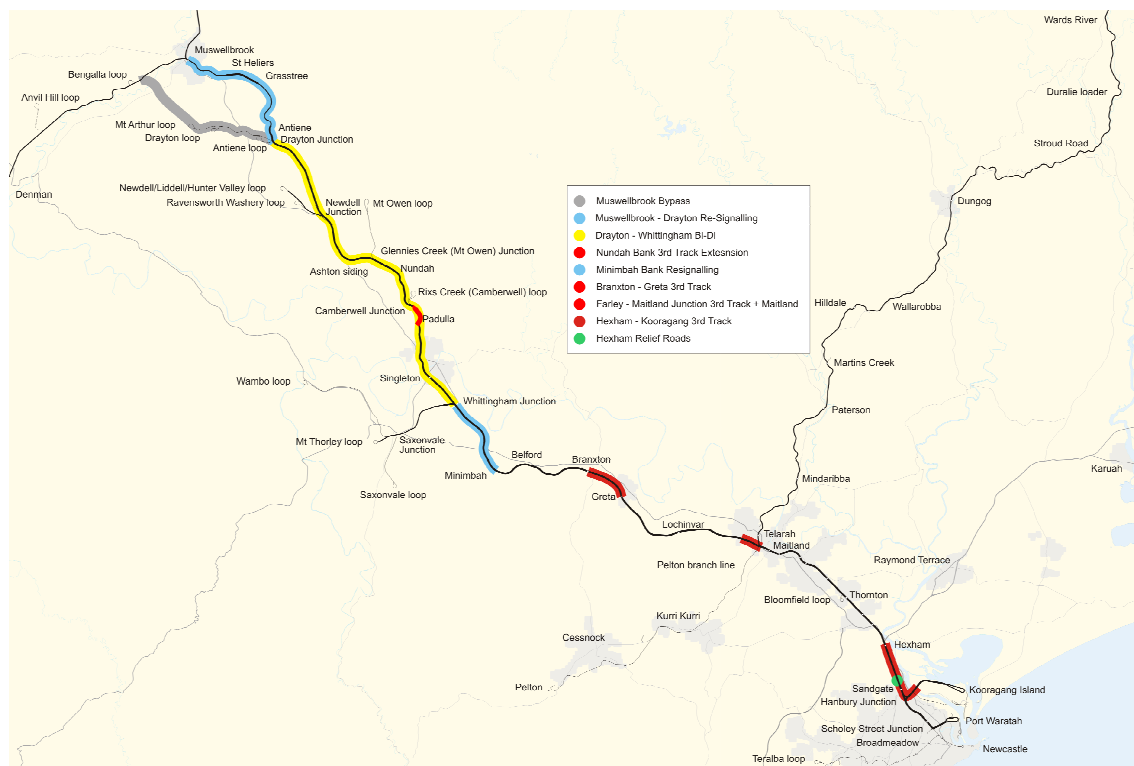 Wards River
Muswellbrook
St Heliers
Grasstree
Bengalla loop
Anvil Hill loop
Duralie loader
Mt Arthur loop
Antiene
Drayton loop
Drayton Junction
Antiene loop
Stroud Road
Denman
Newdell/Liddell/Hunter Valley loop
Ravensworth Washery loop
Newdell
Junction
Mt Owen loop
Dungog
Muswellbrook Bypass
Muswellbrook - Drayton Re-Signalling
Drayton - Whittingham Bi-Di
Nundah Bank 3rd Track Extesnsion
Minimbah Bank Resignalling
Branxton - Greta 3rd Track
Farley - Maitland Junction 3rd Track + Maitland
Hexham - Kooragang 3rd Track
Hexham Relief Roads
Glennies Creek (Mt Owen) Junction
Ashton siding
Nundah
Rixs Creek (Camberwell) loop
Camberwell Junction
Padulla
Hilldale
Wallarobba
Martins Creek
Wambo loop
Singleton
Whittingham Junction
Paterson
Mt Thorley loop
Saxonvale
Junction
Belford
Branxton
Minimbah
Karuah
Mindaribba
Saxonvale loop
Greta
Lochinvar
Telarah
Maitland
Pelton branch line
Raymond Terrace
Bloomfield loop
Thornton
Kurri Kurri
Cessnock
Hexham
Pelton
Sandgate
Kooragang Island
Hanbury Junction
Port Waratah
Scholey Street Junction
Broadmeadow
Newcastle
Teralba loop